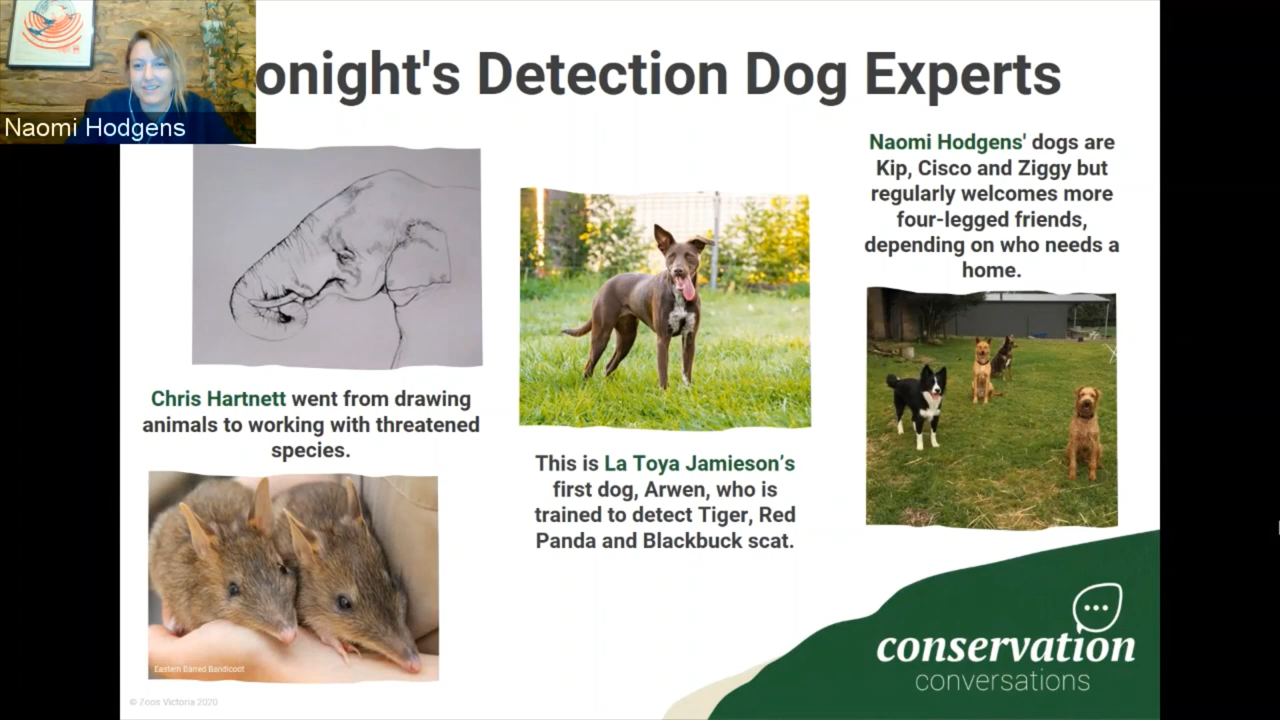 onight's Detection Dog Experts
Naomi Hodgens
Chris Hartnett went from drawing
animals to working with threatened
species.
Eastern Barred Bandicoot
This is La Toya Jamieson’s
first dog, Arwen, who is
trained to detect Tiger, Red
Panda and Blackbuck scat.
Naomi Hodgens' dogs are
Kip, Cisco and Ziggy but
regularly welcomes more
four-legged friends,
depending on who needs a
home.
conservation
conversations
© Zoos Victoria 2020